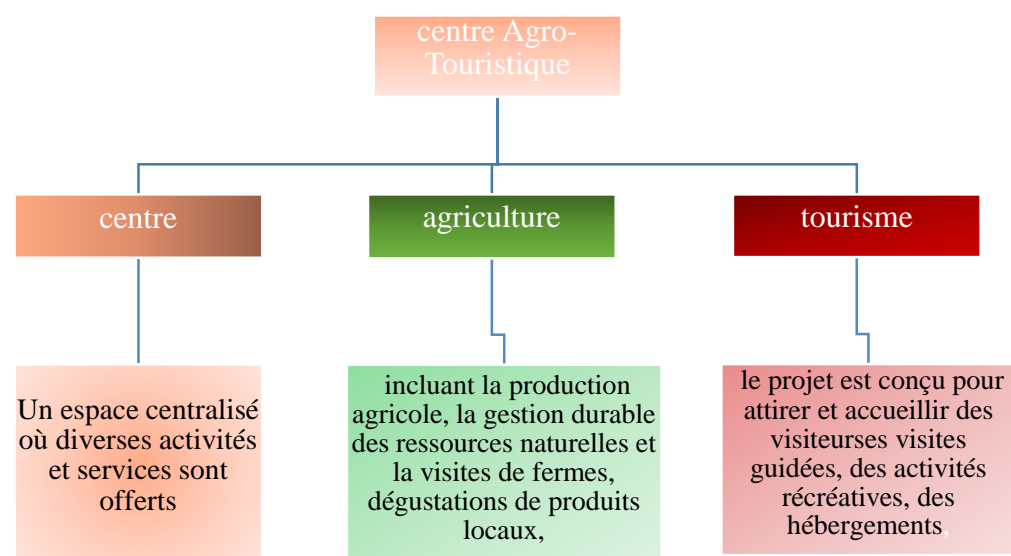 centre Agro-
Touristique
centre
agriculture
tourisme
Un espace centralisé
où diverses activités
et services sont
offerts
incluant la production
agricole, la gestion durable
des ressources naturelles et
la visites de fermes,
dégustations de produits
locaux,
le projet est conçu pour
attirer et accueillir des
visiteurses visites
guidées, des activités
récréatives, des
hébergements,